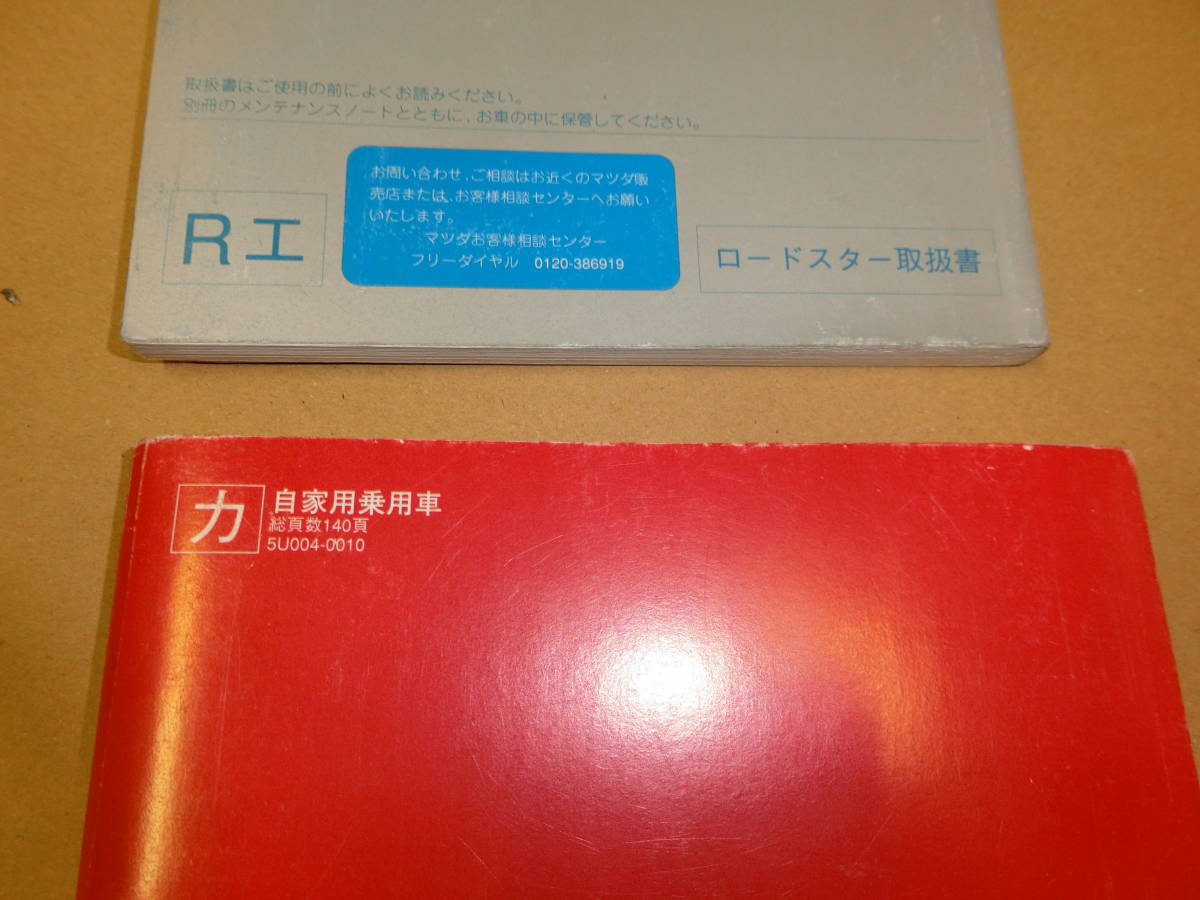 取扱書はご使用の前によくお読みください。
別冊のメンテナンスノートとともに、お車の中に保管してください。
お問い合わせ、ご相談はお近くのマツダ販
売店または、お客様相談センターへお願い
いたします。
マツダお客様相談センター
フリーダイヤル 0120-386919
Rエ
ロードスター取扱書
カ
自家用乗用車
総頁数140頁
5U004-0010